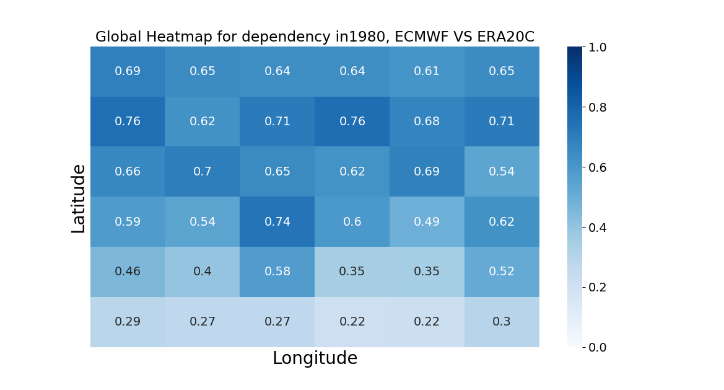 Global Heatmap for dependency in1980, ECMWF VS ERA20C
1.0
0.69 0.65 0.64 0.64 0.61 0.65
0.8
0.76 0.62 0.71 0.76 0.68 0.71
0.66 0.7 0.65 0.62 0.69 0.54
0.6
Latitude
0.59 0.54 0.74 0.6 0.49 0.62
0.4
0.46 0.4 0.58 0.35 0.35 0.52
0.2
0.29 0.27 0.27 0.22 0.22 0.3
0.0
Longitude